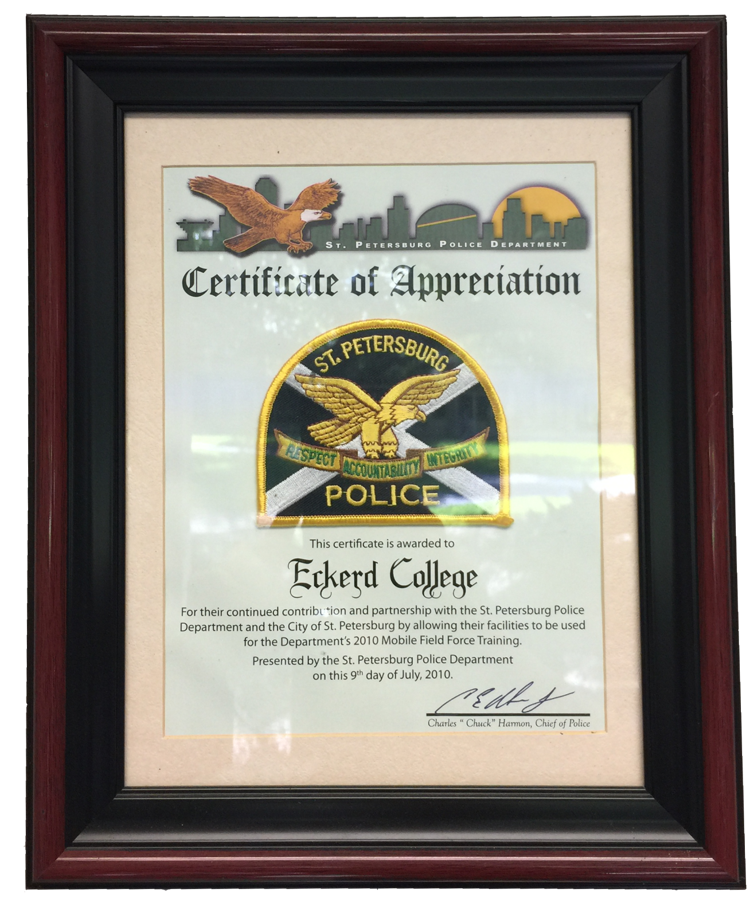 St. Petersburg Police Department
Certificate of Appreciation
ST. PETERSBURG
RESPECT ACCOUNTABILITY INTEGRITY
POLICE
This certificate is awarded to
Eckerd College
For their continued contribution and partnership with the St. Petersburg Police
Department and the City of St. Petersburg by allowing their facilities to be used
for the Department's 2010 Mobile Field Force Training.
Presented by the St. Petersburg Police Department
on this 9th day of July, 2010.
Charles " Chuck" Harmon, Chief of Police